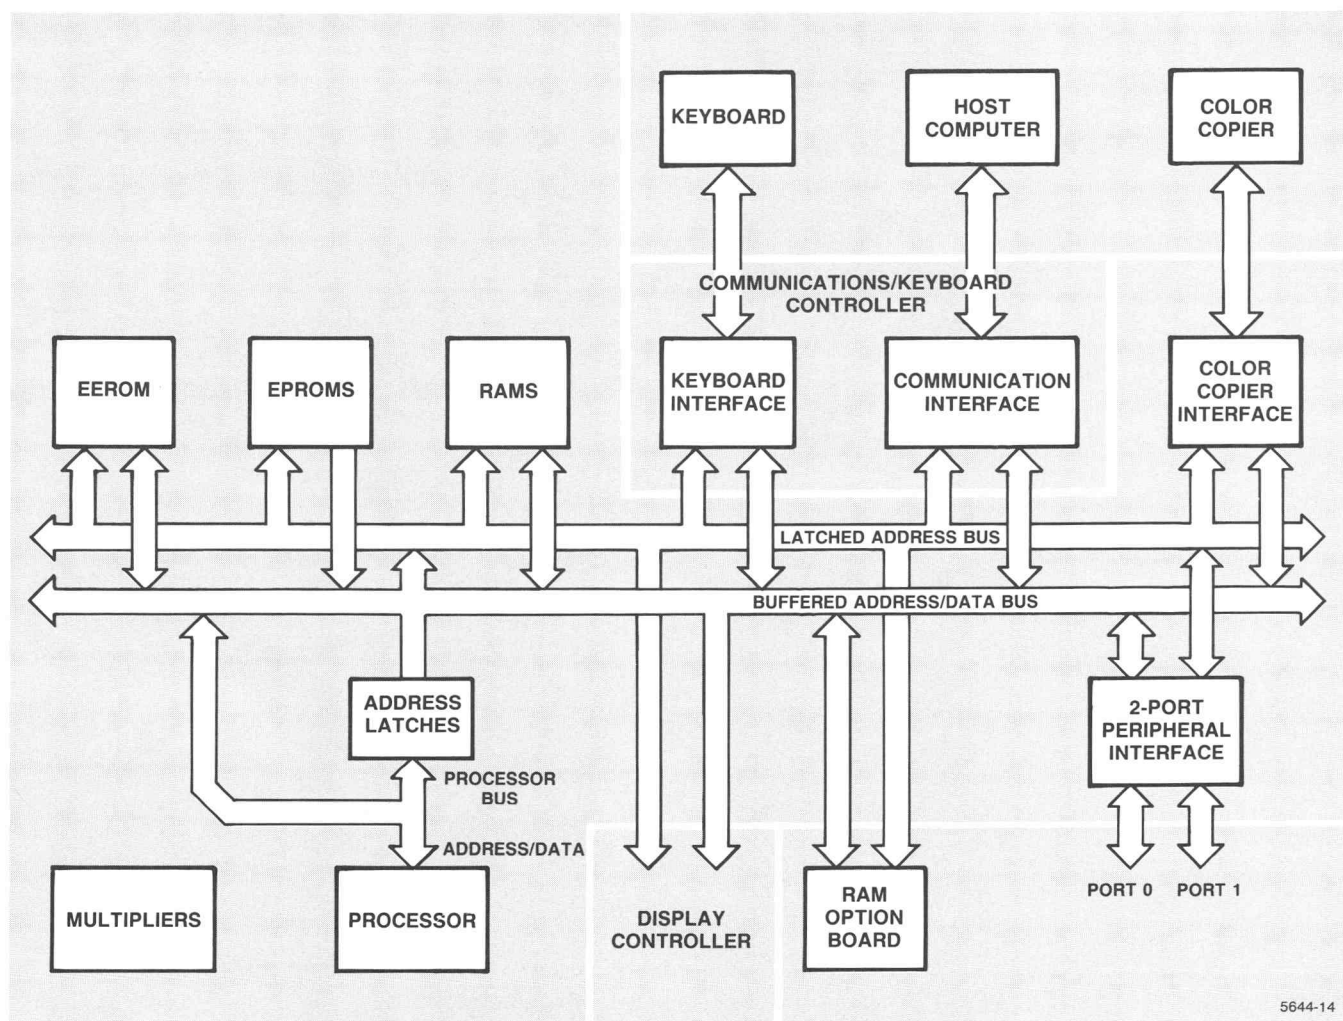 KEYBOARD
HOST
COMPUTER
COLOR
COPIER
COMMUNICATIONS/KEYBOARD
CONTROLLER
EEROM
EPROMS
RAMS
KEYBOARD
INTERFACE
COMMUNICATION
INTERFACE
COLOR
COPIER
INTERFACE
LATCHED ADDRESS BUS
BUFFERED ADDRESS/DATA BUS
ADDRESS
LATCHES
2-PORT
PERIPHERAL
INTERFACE
PROCESSOR
BUS
ADDRESS/DATA
MULTIPLIERS
PROCESSOR
DISPLAY
CONTROLLER
RAM
OPTION
BOARD
PORT 0
PORT 1
5644-14